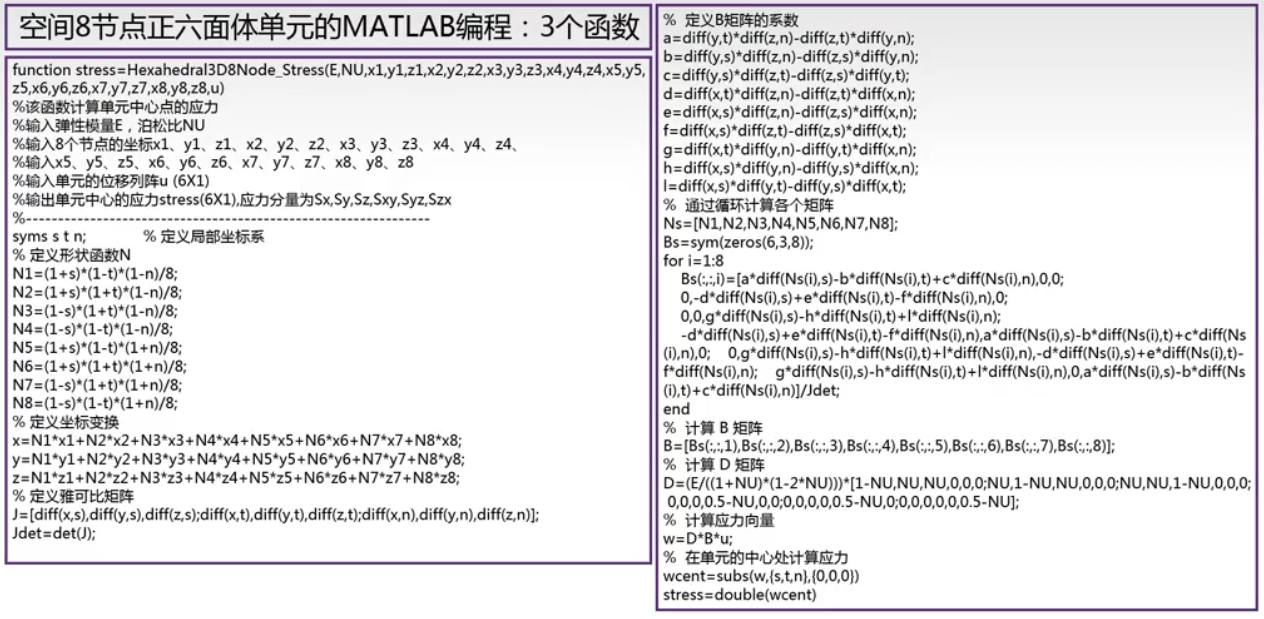 空间8节点正六面体单元的MATLAB编程：3个函数
function stress=Hexahedral3D8Node_Stress(E,NU,x1,y1,z1,x2,y2,z2,x3,y3,z3,x4,y4,z4,x5,y5,
z5,x6,y6,z6,x7,y7,z7,x8,y8,z8,u)
%该函数计算单元中心点的应力
%输入弹性模量E，泊松比NU
%输入8个节点的坐标x1、y1、z1、x2、y2、z2、x3、y3、z3、x4、y4、z4、
%输入x5、y5、z5、x6、y6、z6、x7、y7、z7、x8、y8、z8
%输入单元的位移列阵u (6X1)
%输出单元中心的应力stress(6X1),应力分量为Sx,Sy,Sz,Sxy,Syz,Szx
%---------------------------------------------------------------
syms s t n; % 定义局部坐标系
% 定义形状函数N
N1=(1+s)*(1-t)*(1-n)/8;
N2=(1+s)*(1+t)*(1-n)/8;
N3=(1-s)*(1+t)*(1-n)/8;
N4=(1-s)*(1-t)*(1-n)/8;
N5=(1+s)*(1-t)*(1+n)/8;
N6=(1+s)*(1+t)*(1+n)/8;
N7=(1-s)*(1+t)*(1+n)/8;
N8=(1-s)*(1-t)*(1+n)/8;
% 定义坐标变换
x=N1*x1+N2*x2+N3*x3+N4*x4+N5*x5+N6*x6+N7*x7+N8*x8;
y=N1*y1+N2*y2+N3*y3+N4*y4+N5*y5+N6*y6+N7*y7+N8*y8;
z=N1*z1+N2*z2+N3*z3+N4*z4+N5*z5+N6*z6+N7*z7+N8*z8;
% 定义雅可比矩阵
J=[diff(x,s),diff(y,s),diff(z,s);diff(x,t),diff(y,t),diff(z,t);diff(x,n),diff(y,n),diff(z,n)];
Jdet=det(J);
% 定义B矩阵的系数
a=diff(y,t)*diff(z,n)-diff(z,t)*diff(y,n);
b=diff(y,s)*diff(z,n)-diff(z,s)*diff(y,n);
c=diff(y,s)*diff(z,t)-diff(z,s)*diff(y,t);
d=diff(x,t)*diff(z,n)-diff(z,t)*diff(x,n);
e=diff(x,s)*diff(z,n)-diff(z,s)*diff(x,n);
f=diff(x,s)*diff(z,t)-diff(z,s)*diff(x,t);
g=diff(x,t)*diff(y,n)-diff(y,t)*diff(x,n);
h=diff(x,s)*diff(y,n)-diff(y,s)*diff(x,n);
l=diff(x,s)*diff(y,t)-diff(y,s)*diff(x,t);
% 通过循环计算各个矩阵
Ns=[N1,N2,N3,N4,N5,N6,N7,N8];
Bs=sym(zeros(6,3,8));
for i=1:8
Bs(:,:,i)=[a*diff(Ns(i),s)-b*diff(Ns(i),t)+c*diff(Ns(i),n),0,0;
0,-d*diff(Ns(i),s)+e*diff(Ns(i),t)-f*diff(Ns(i),n),0;
0,0,g*diff(Ns(i),s)-h*diff(Ns(i),t)+l*diff(Ns(i),n);
-d*diff(Ns(i),s)+e*diff(Ns(i),t)-f*diff(Ns(i),n),a*diff(Ns(i),s)-b*diff(Ns(i),t)+c*diff(Ns
(i),n),0; 0,g*diff(Ns(i),s)-h*diff(Ns(i),t)+l*diff(Ns(i),n),-d*diff(Ns(i),s)+e*diff(Ns(i),t)-
f*diff(Ns(i),n); g*diff(Ns(i),s)-h*diff(Ns(i),t)+l*diff(Ns(i),n),0,a*diff(Ns(i),s)-b*diff(Ns
(i),t)+c*diff(Ns(i),n)]/Jdet;
end
% 计算 B 矩阵
B=[Bs(:,:,1),Bs(:,:,2),Bs(:,:,3),Bs(:,:,4),Bs(:,:,5),Bs(:,:,6),Bs(:,:,7),Bs(:,:,8)];
% 计算 D 矩阵
D=(E/((1+NU)*(1-2*NU)))*[1-NU,NU,NU,0,0,0;NU,1-NU,NU,0,0,0;NU,NU,1-NU,0,0,0;
0,0,0,0.5-NU,0,0;0,0,0,0,0.5-NU,0;0,0,0,0,0,0.5-NU];
% 计算应力向量
w=D*B*u;
% 在单元的中心处计算应力
wcent=subs(w,{s,t,n},{0,0,0})
stress=double(wcent)